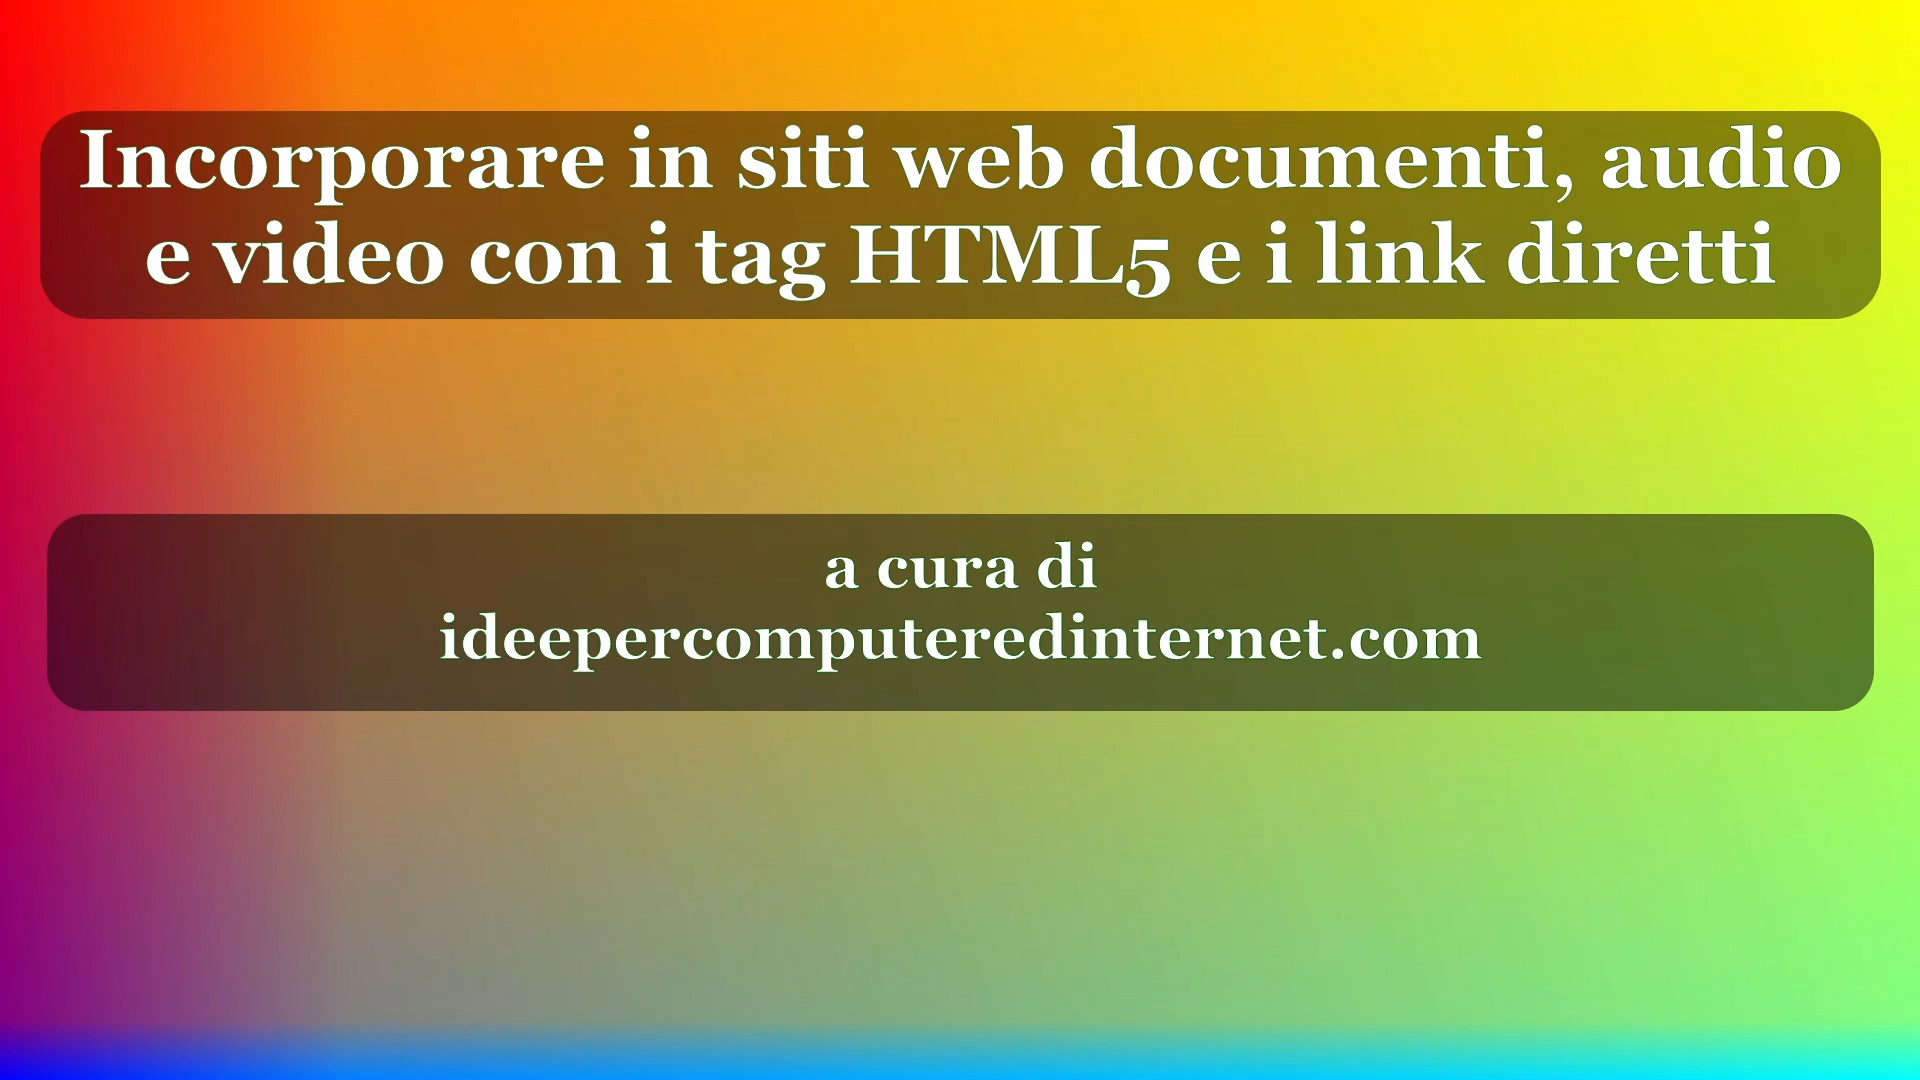 Incorporare in siti web documenti, audio
e video con i tag HTML5 e i link diretti
a cura di
ideepercomputeredinternet.com